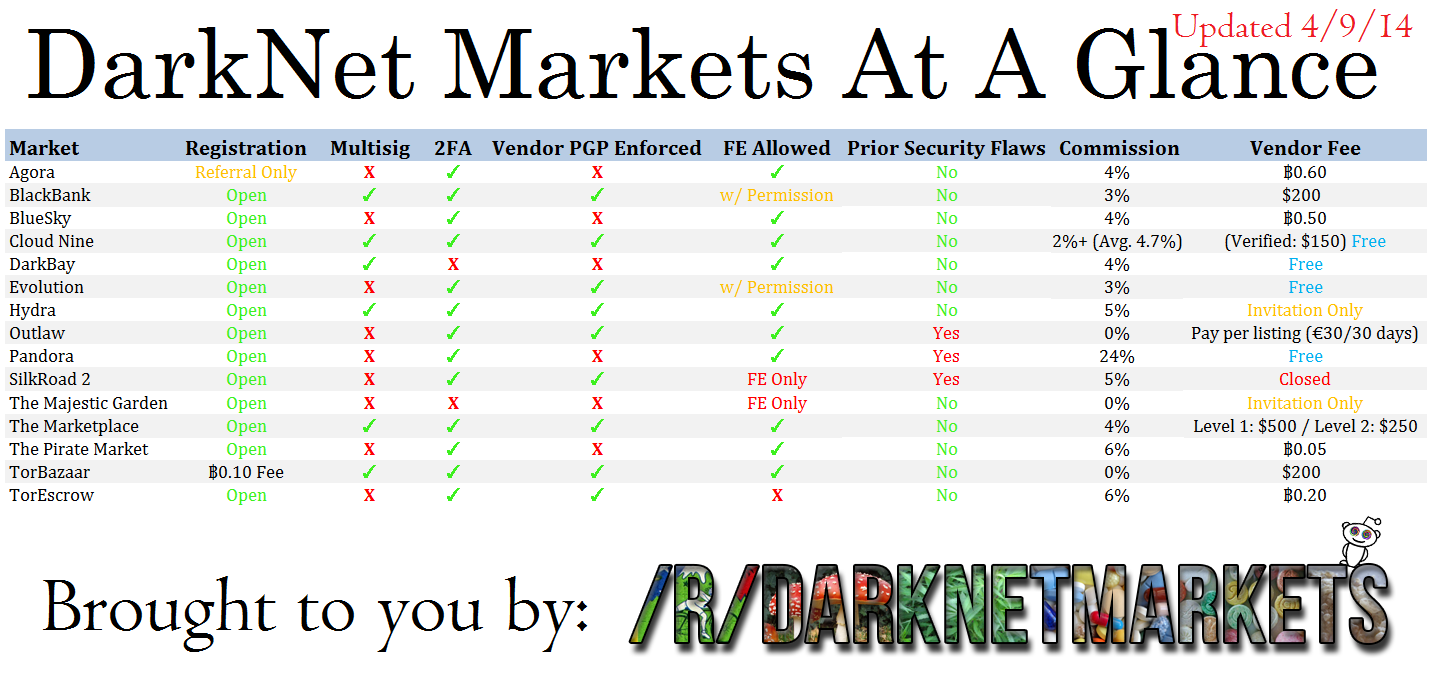 Updated 4/9/14
DarkNet Markets At A Glance
Market Registration Multisig 2FA Vendor PGP Enforced FE Allowed Prior Security Flaws Commission Vendor Fee
Agora Referral Only X ✓ X ✓ No 4% ฿0.60
BlackBank Open ✓ ✓ ✓ w/ Permission No 3% $200
BlueSky Open X ✓ X ✓ No 4% ฿0.50
Cloud Nine Open ✓ ✓ ✓ ✓ No 2%+ (Avg. 4.7%) (Verified: $150) Free
DarkBay Open ✓ X X ✓ No 4% Free
Evolution Open X ✓ ✓ w/ Permission No 3% Free
Hydra Open ✓ ✓ ✓ ✓ No 5% Invitation Only
Outlaw Open X ✓ ✓ ✓ Yes 0% Pay per listing (€30/30 days)
Pandora Open X ✓ X ✓ Yes 24% Free
SilkRoad 2 Open X ✓ ✓ FE Only Yes 5% Closed
The Majestic Garden Open X X X FE Only No 0% Invitation Only
The Marketplace Open ✓ ✓ ✓ ✓ No 4% Level 1: $500 / Level 2: $250
The Pirate Market Open X ✓ X ✓ No 6% ฿0.05
TorBazaar ฿0.10 Fee ✓ ✓ ✓ ✓ No 0% $200
TorEscrow Open X ✓ ✓ X No 6% ฿0.20
Brought to you by: /R/DARKNETMARKETS